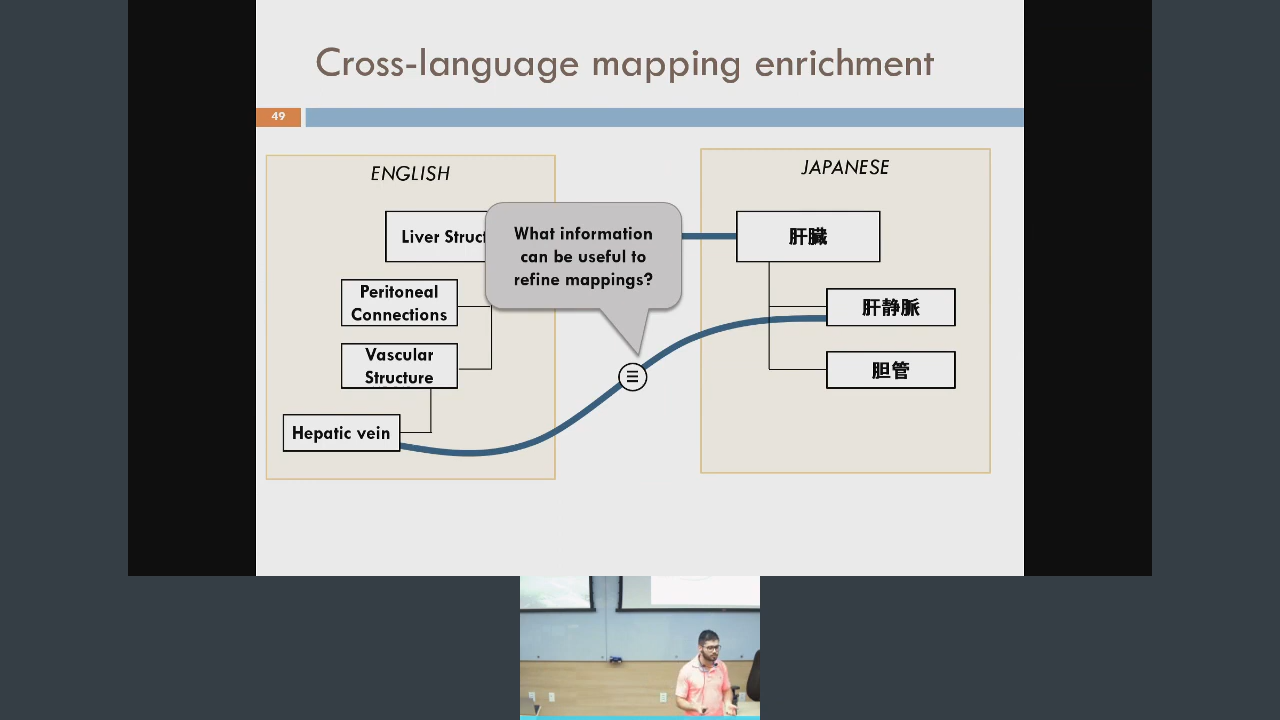 Cross-language mapping enrichment
49
ENGLISH
Liver Struct
Peritoneal
Connections
Vascular
Structure
Hepatic vein
What information
can be useful to
refine mappings?
JAPANESE
肝臓
肝静脈
胆管